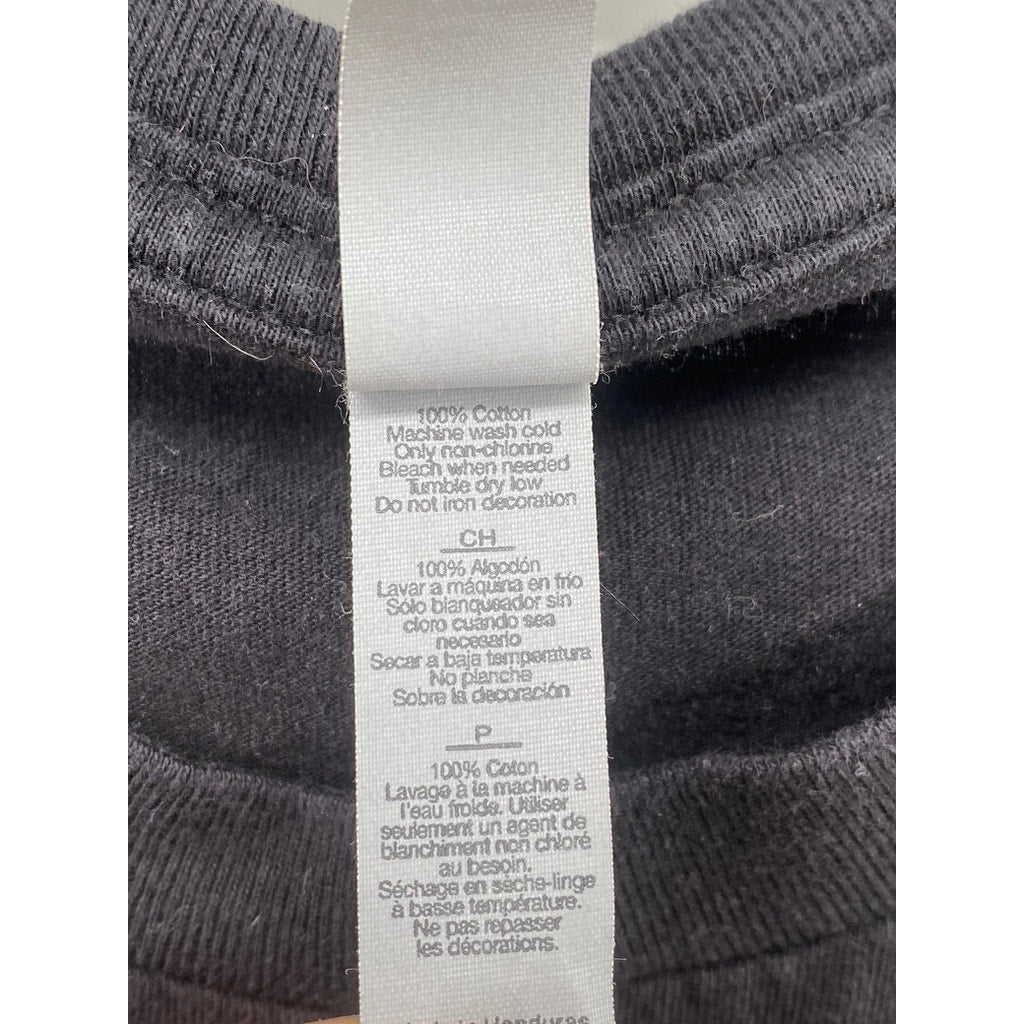 100% Cotton
Machine wash cold
Only non-chlorine
Bleach when needed
Tumble dry low
Do not iron decoration
CH
100% Algodón
Lavar a máquina en frío
Sólo blanqueador sin
cloro cuando sea
necesario
Secar a baja temperatura
No planche
Sobre la decoración
P
100% Coton
Lavage à la machine à
l'eau froide. Utiliser
seulement un agent de
blanchiment non chloré
au besoin.
Séchage en sèche-linge
à basse température.
Ne pas repasser
les décorations.
Honduras